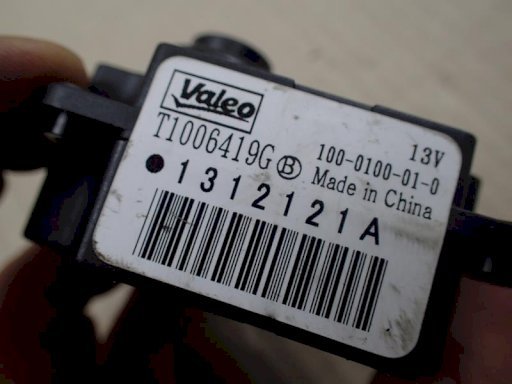 Valeo
13V
T1006419G B 100-0100-01-0
Made in China
1312121A